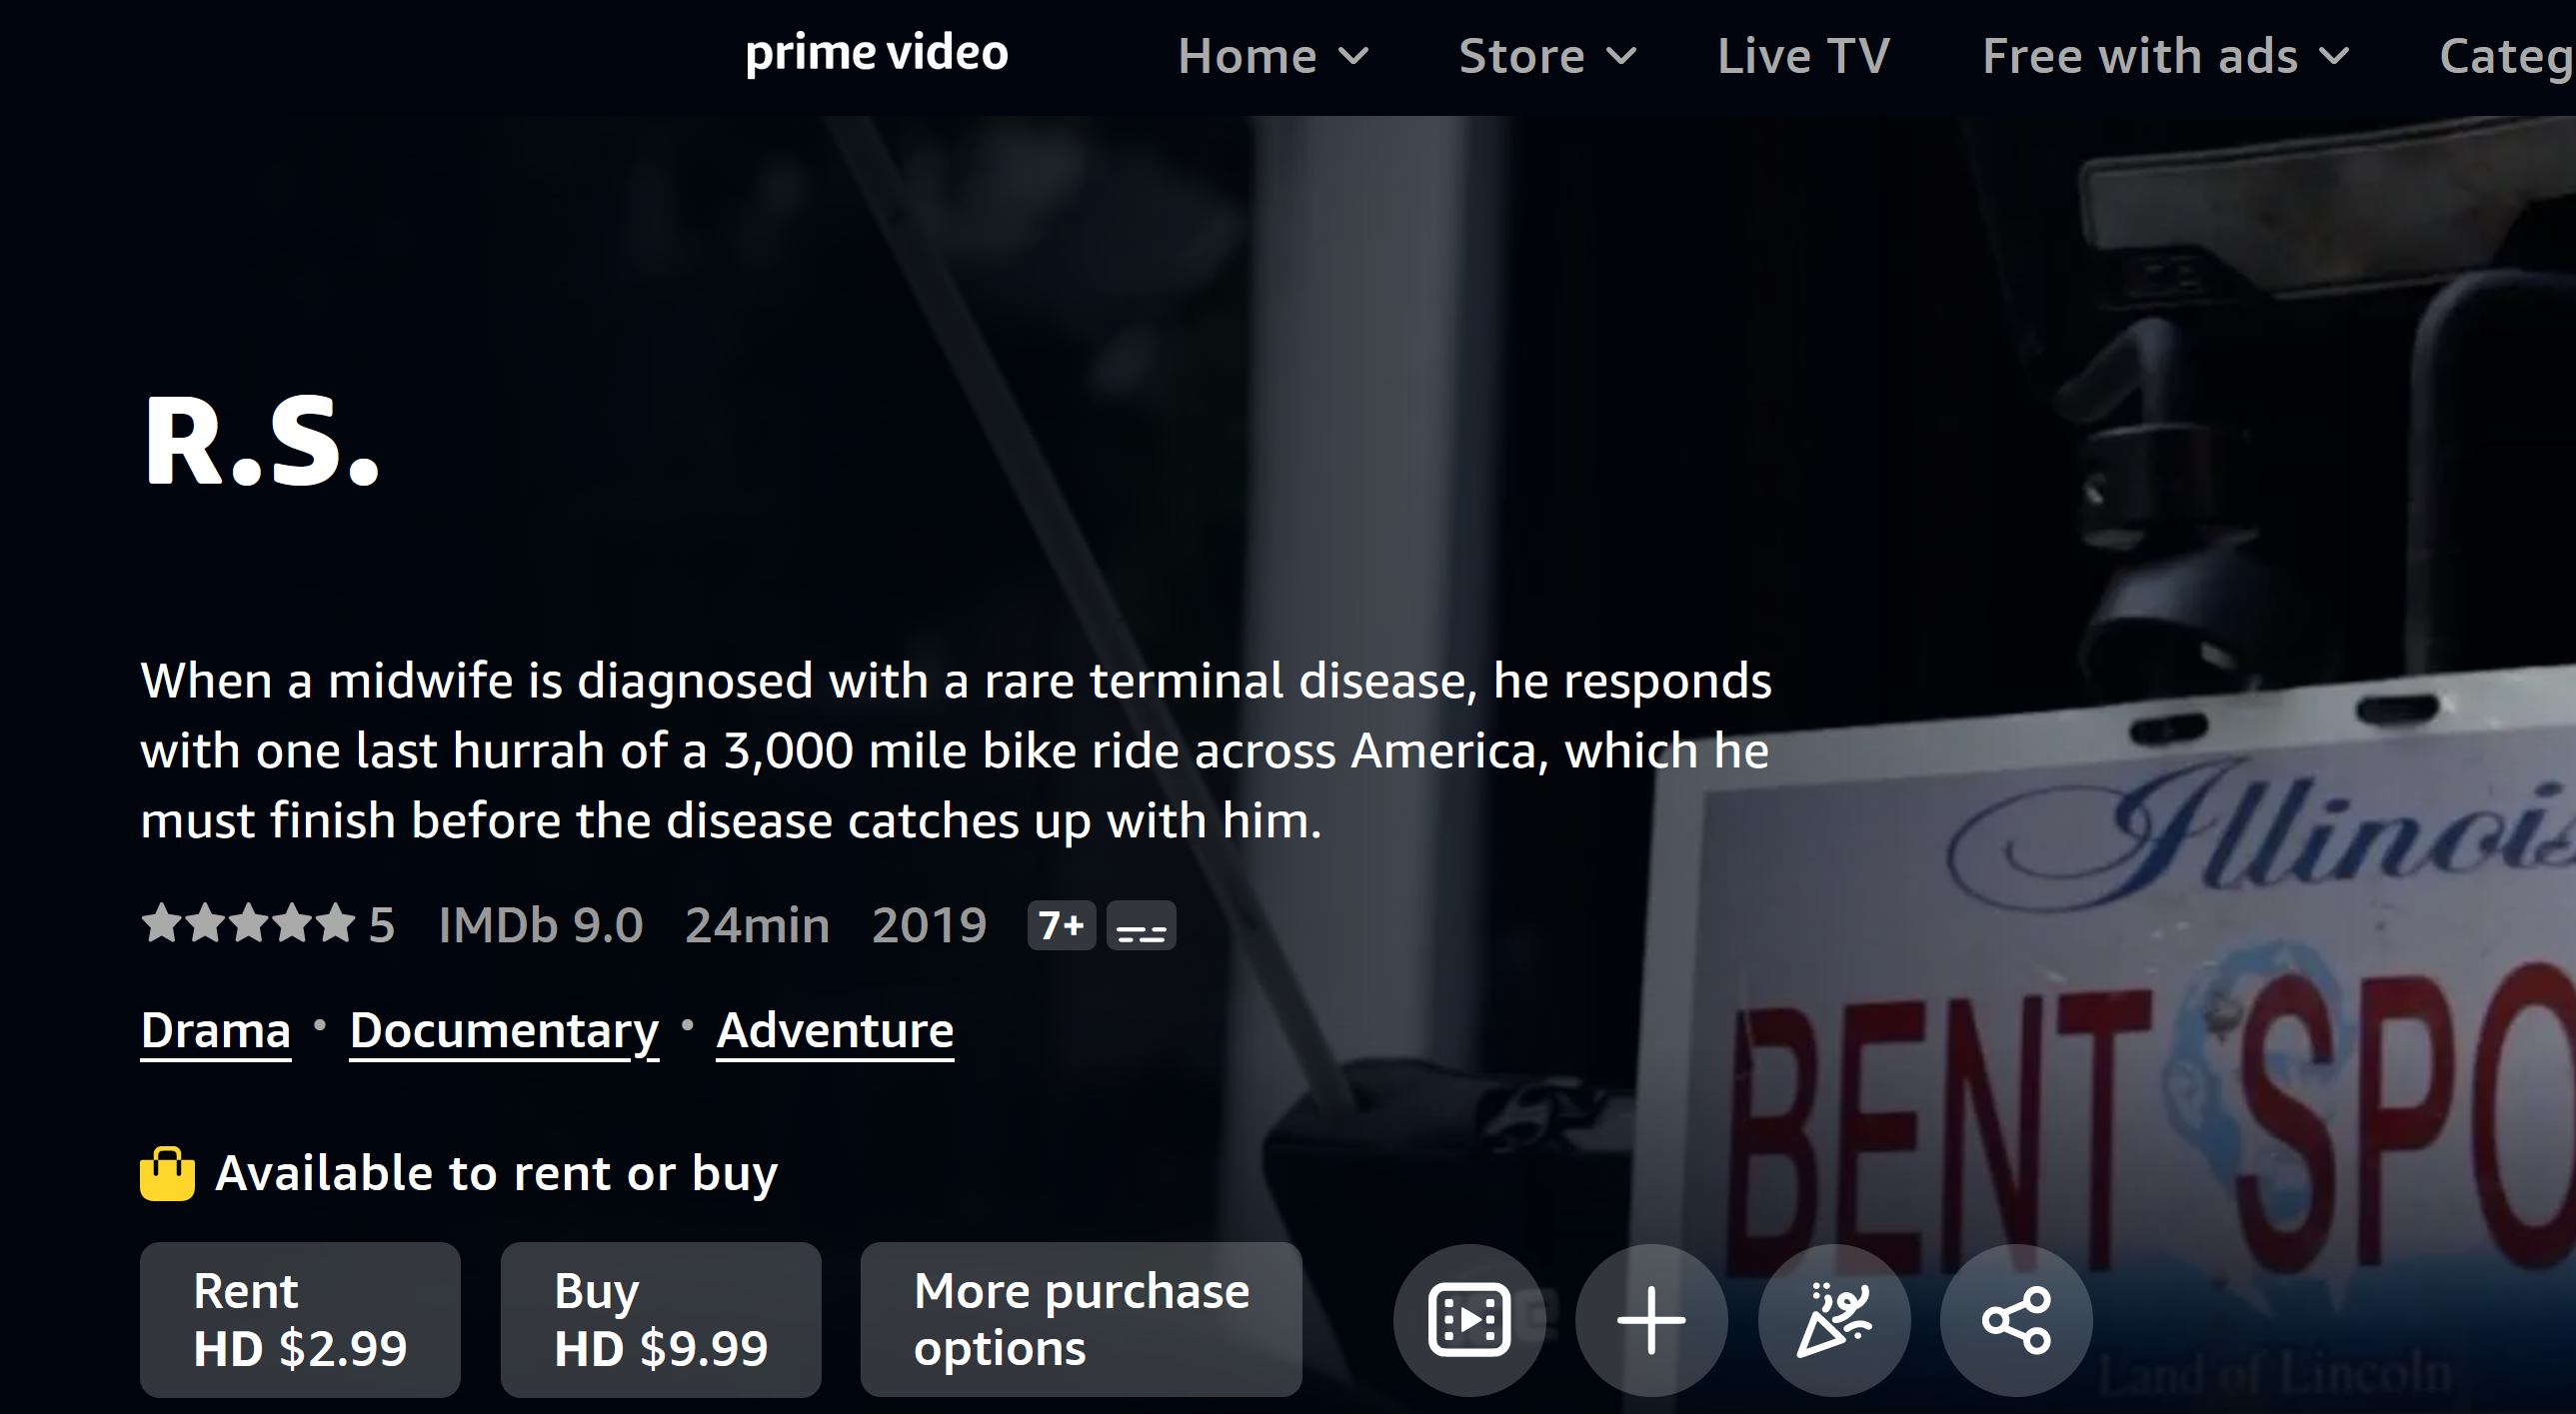 prime video Home Store Live TV Free with ads Categ
R.S.
When a midwife is diagnosed with a rare terminal disease, he responds
with one last hurrah of a 3,000 mile bike ride across America, which he
must finish before the disease catches up with him.
5 IMDb 9.0 24min 2019 7+
Drama • Documentary • Adventure
Illinois
BENT SPO
Available to rent or buy
Rent
HD $2.99
Buy
HD $9.99
More purchase
options
Land of Lincoln